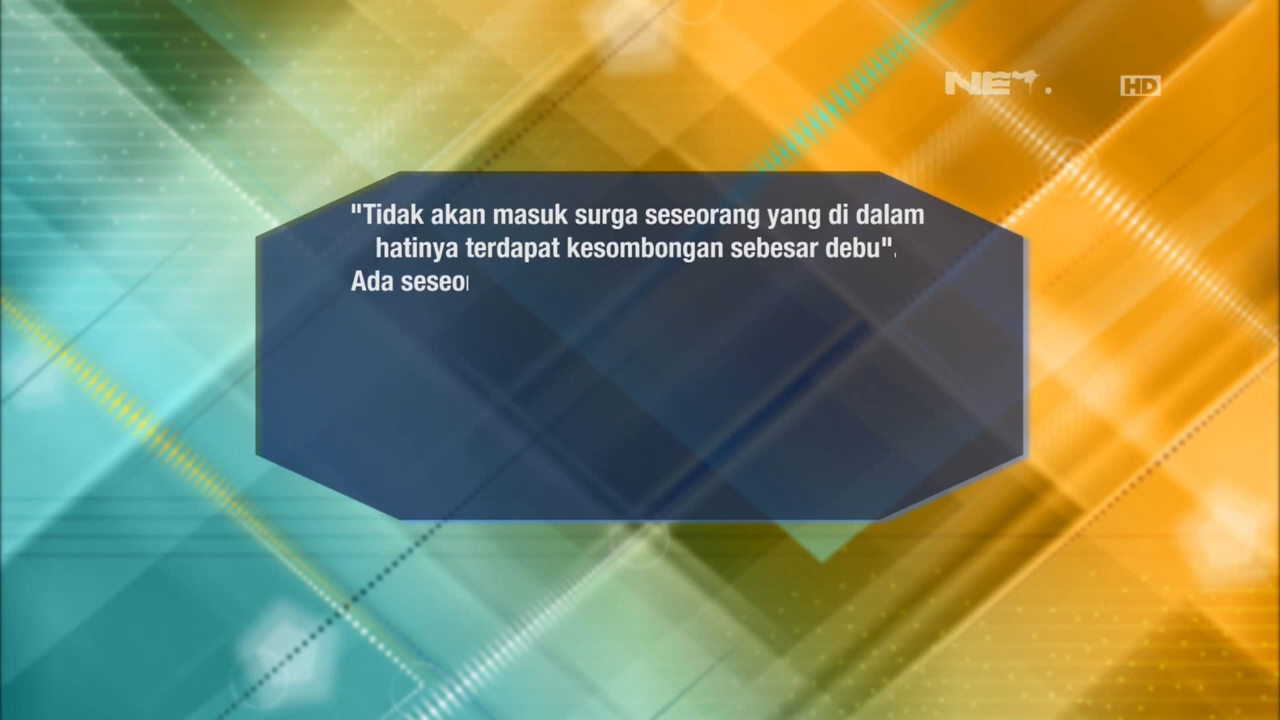 NET.
HD
"Tidak akan masuk surga seseorang yang di dalam
hatinya terdapat kesombongan sebesar debu".
Ada